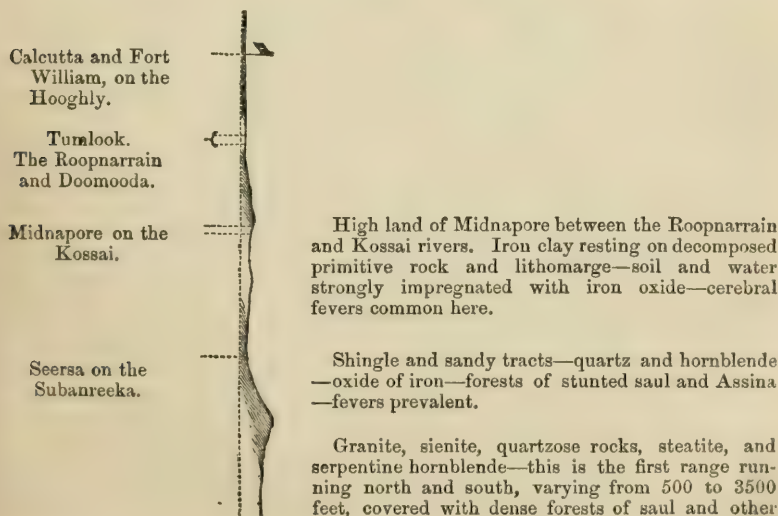 Calcutta and Fort
William, on the
Hooghly.
Tumlook.
The Roopnarrain
and Doomooda.
Midnapore on the
Kossai.
High land of Midnapore between the Roopnarrain
and Kossai rivers. Iron clay resting on decomposed
primitive rock and lithomarge—soil and water
strongly impregnated with iron oxide—cerebral
fevers common here.
Seersa on the
Subanreeka.
Shingle and sandy tracts—quartz and hornblende
—oxide of iron—forests of stunted saul and Assina
—fevers prevalent.
Granite, sienite, quartzose rocks, steatite, and
serpentine hornblende—this is the first range run-
ning north and south, varying from 500 to 3500
feet, covered with dense forests of saul and other